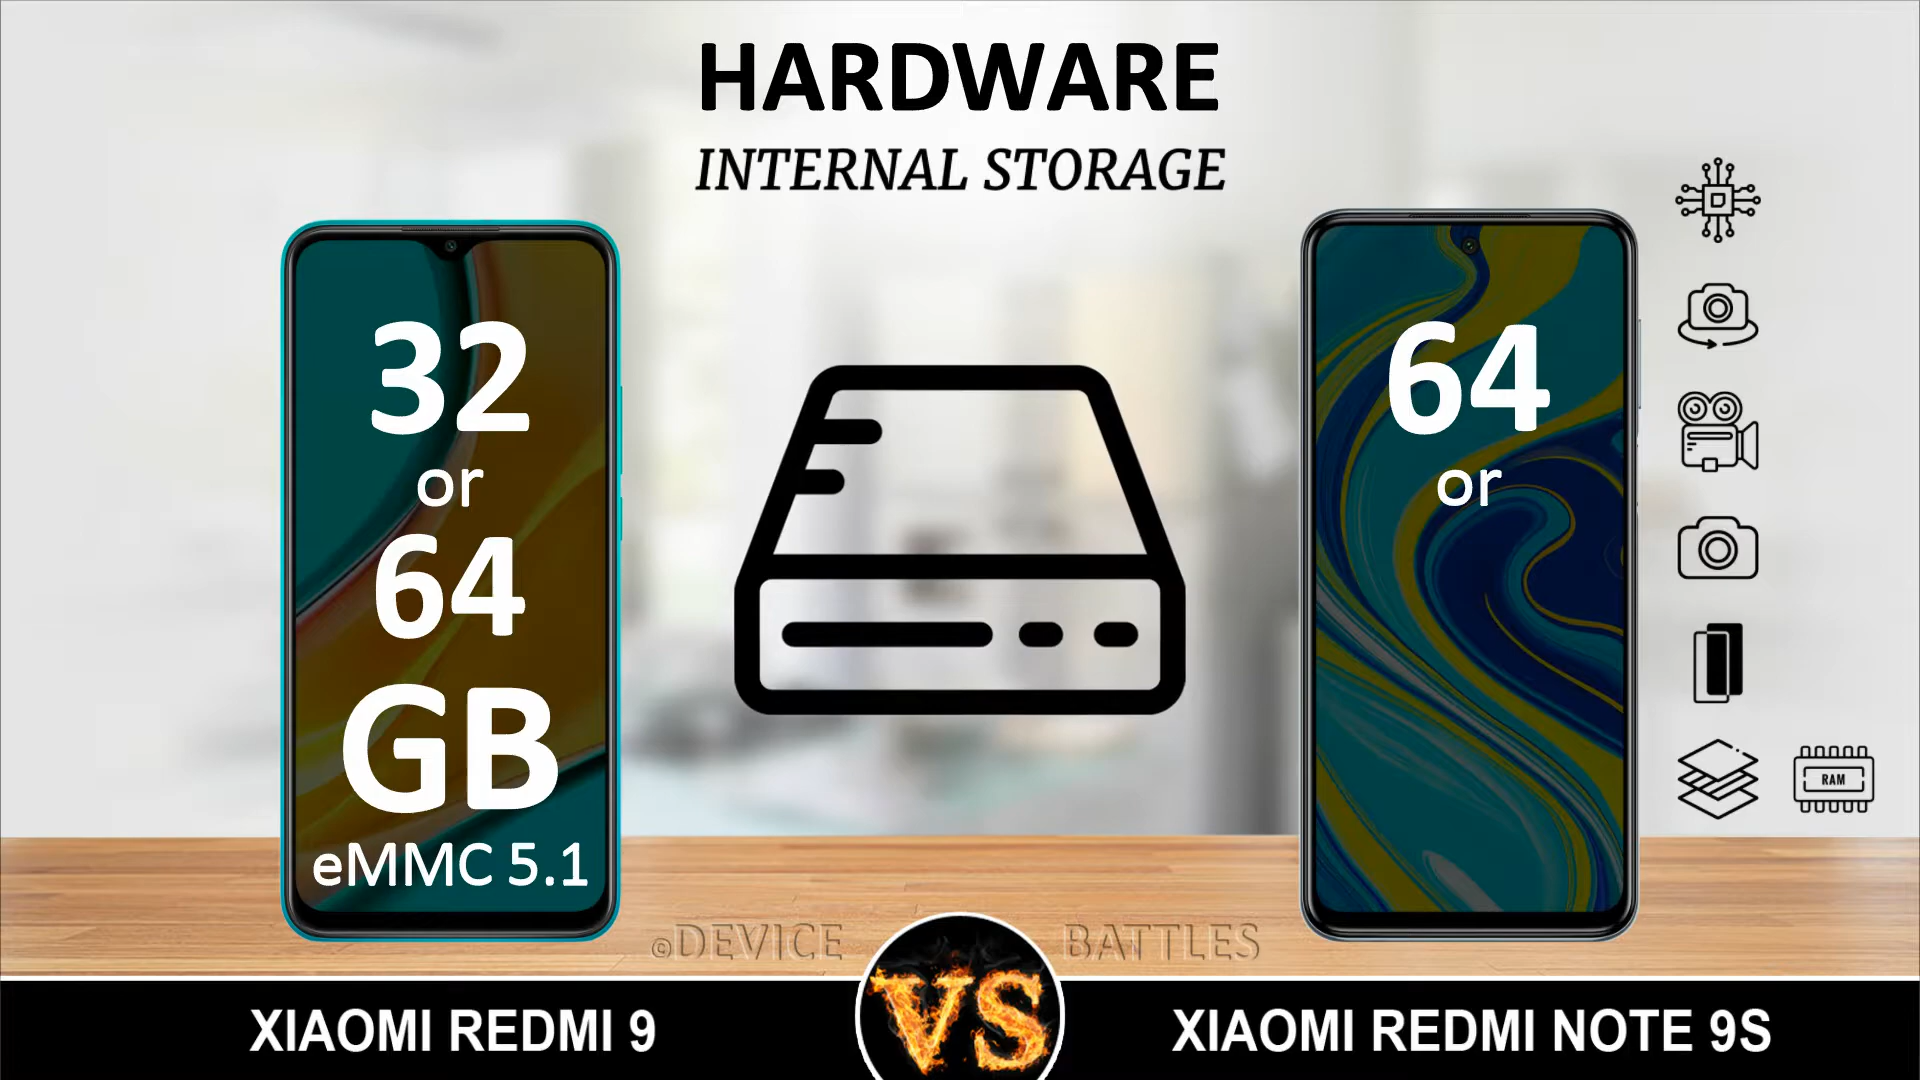 HARDWARE
INTERNAL STORAGE
32
or
64
GB
eMMC 5.1
64
or
RAM
©DEVICE BATTLES
XIAOMI REDMI 9
VS
XIAOMI REDMI NOTE 9S